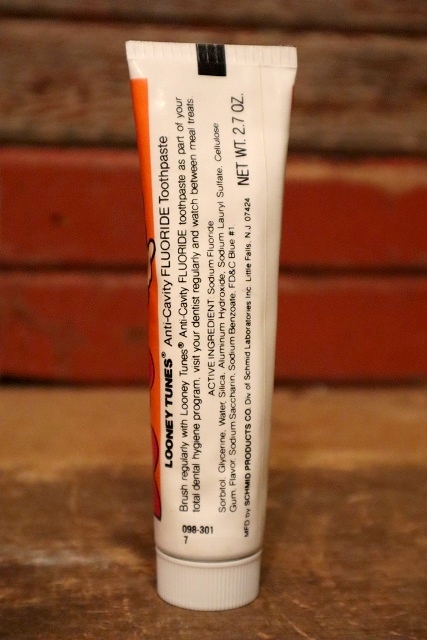 LOONEY TUNES® Anti-Cavity FLUORIDE Toothpaste
Brush regularly with Looney Tunes® Anti-Cavity FLUORIDE toothpaste as part of your
total dental hygiene program, visit your dentist regularly and watch between meal treats
ACTIVE INGREDIENT Sodium Fluoride
Sorbitol, Glycerine, Water, Silica, Aluminum Hydroxide, Sodium Lauryl Sulfate, Cellulose
Gum, Flavor, Sodium Saccharin, Sodium Benzoate, FD&C Blue #1
NET WT. 2.7 OZ.
MFD by SCHMID PRODUCTS CO. Div of Schmid Laboratories Inc. Little Falls, N J 07424
098-301
7